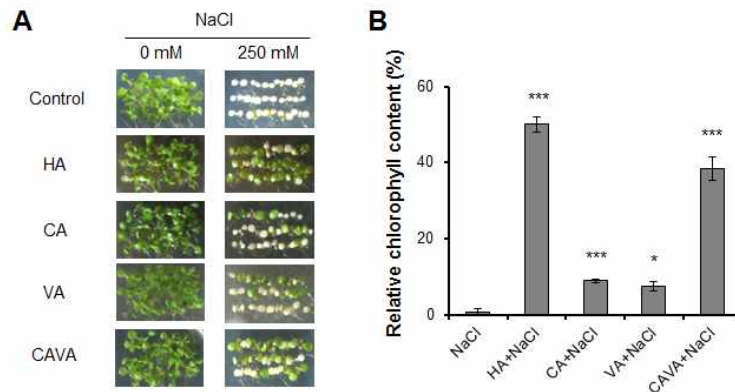 A
NaCl
0 mM 250 mM
Control
HA
CA
VA
CAVA
B
Relative chlorophyll content (%)
60
40
20
0
***
***
*
***
NaCl
HA+NaCl
CA+NaCl
VA+NaCl
CAVA+NaCl